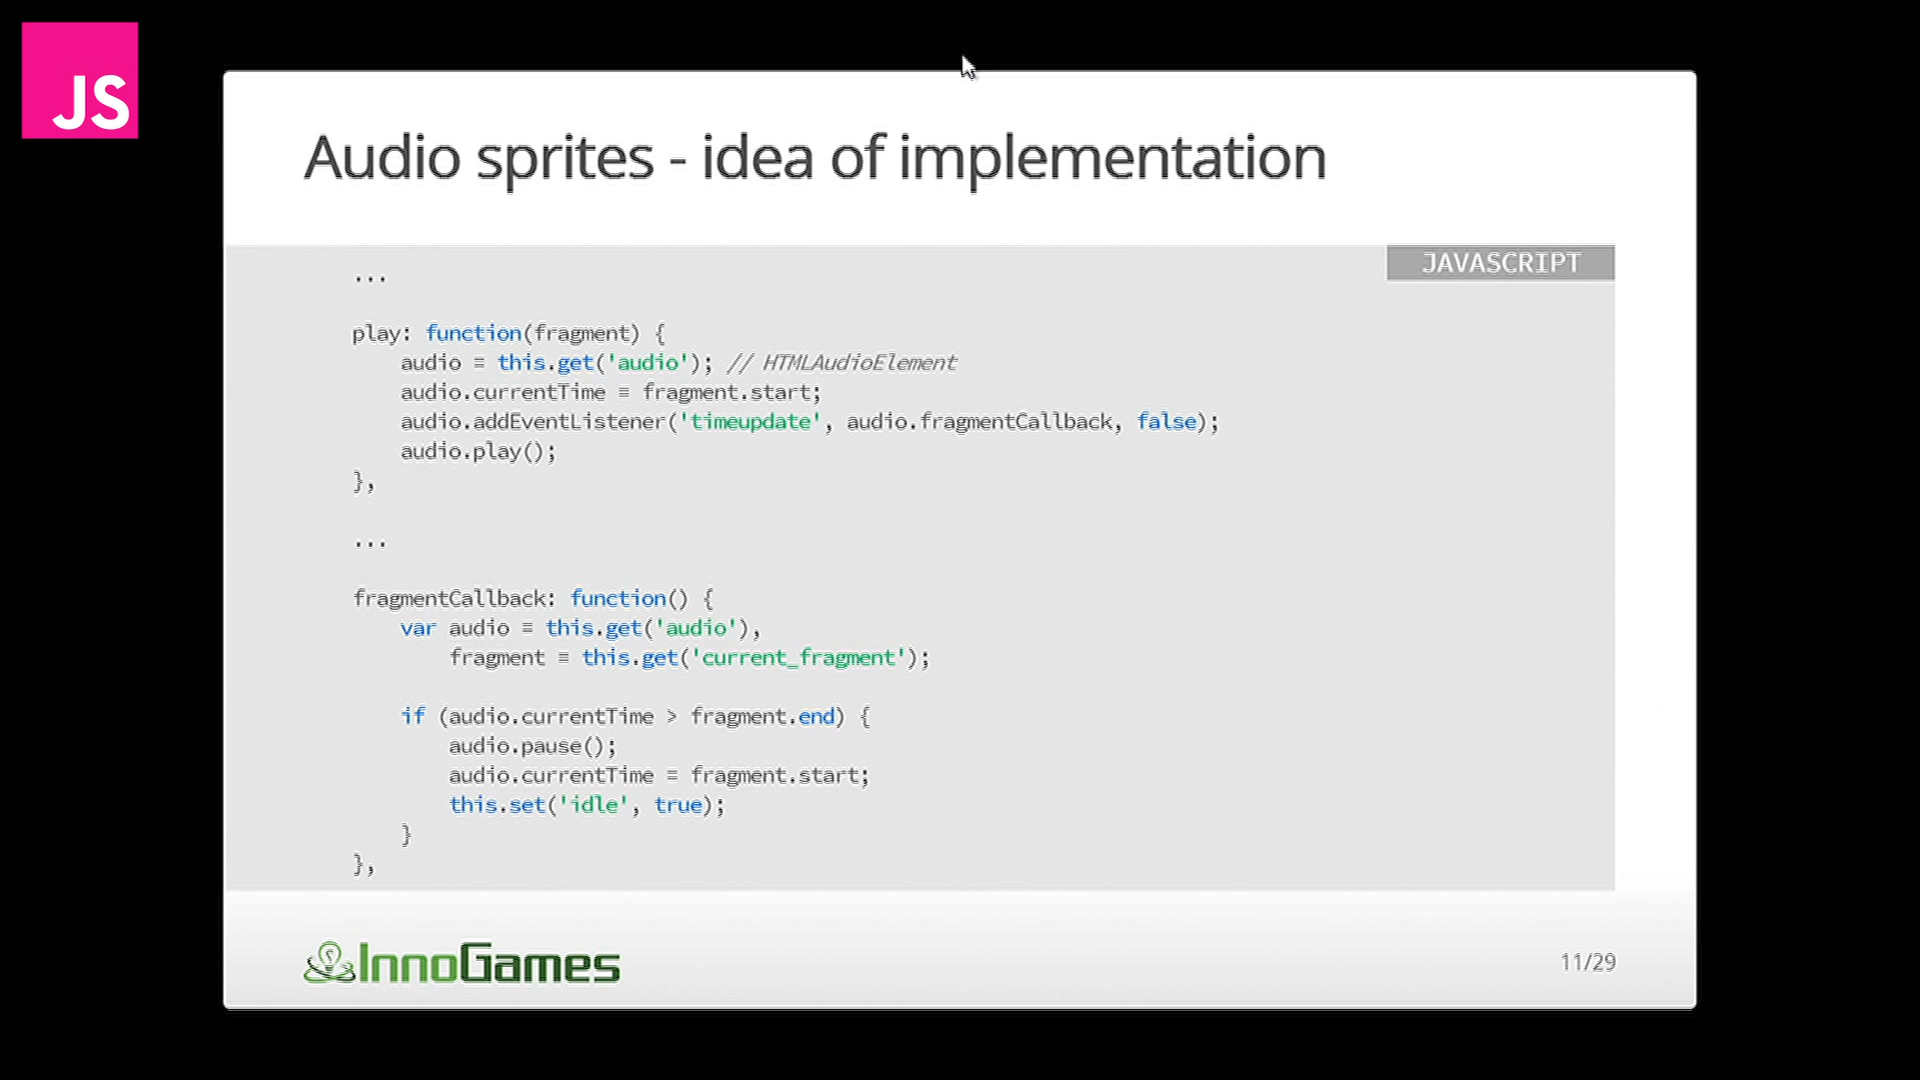 JS
Audio sprites - idea of implementation
JAVASCRIPT
...
play: function(fragment) {
audio = this.get('audio'); // HTMLAudioElement
audio.currentTime = fragment.start;
audio.addEventListener('timeupdate', audio.fragmentCallback, false);
audio.play();
},
...
fragmentCallback: function() {
var audio = this.get('audio'),
fragment = this.get('current_fragment');
if (audio.currentTime > fragment.end) {
audio.pause();
audio.currentTime = fragment.start;
this.set('idle', true);
}
},
InnoGames
11/29